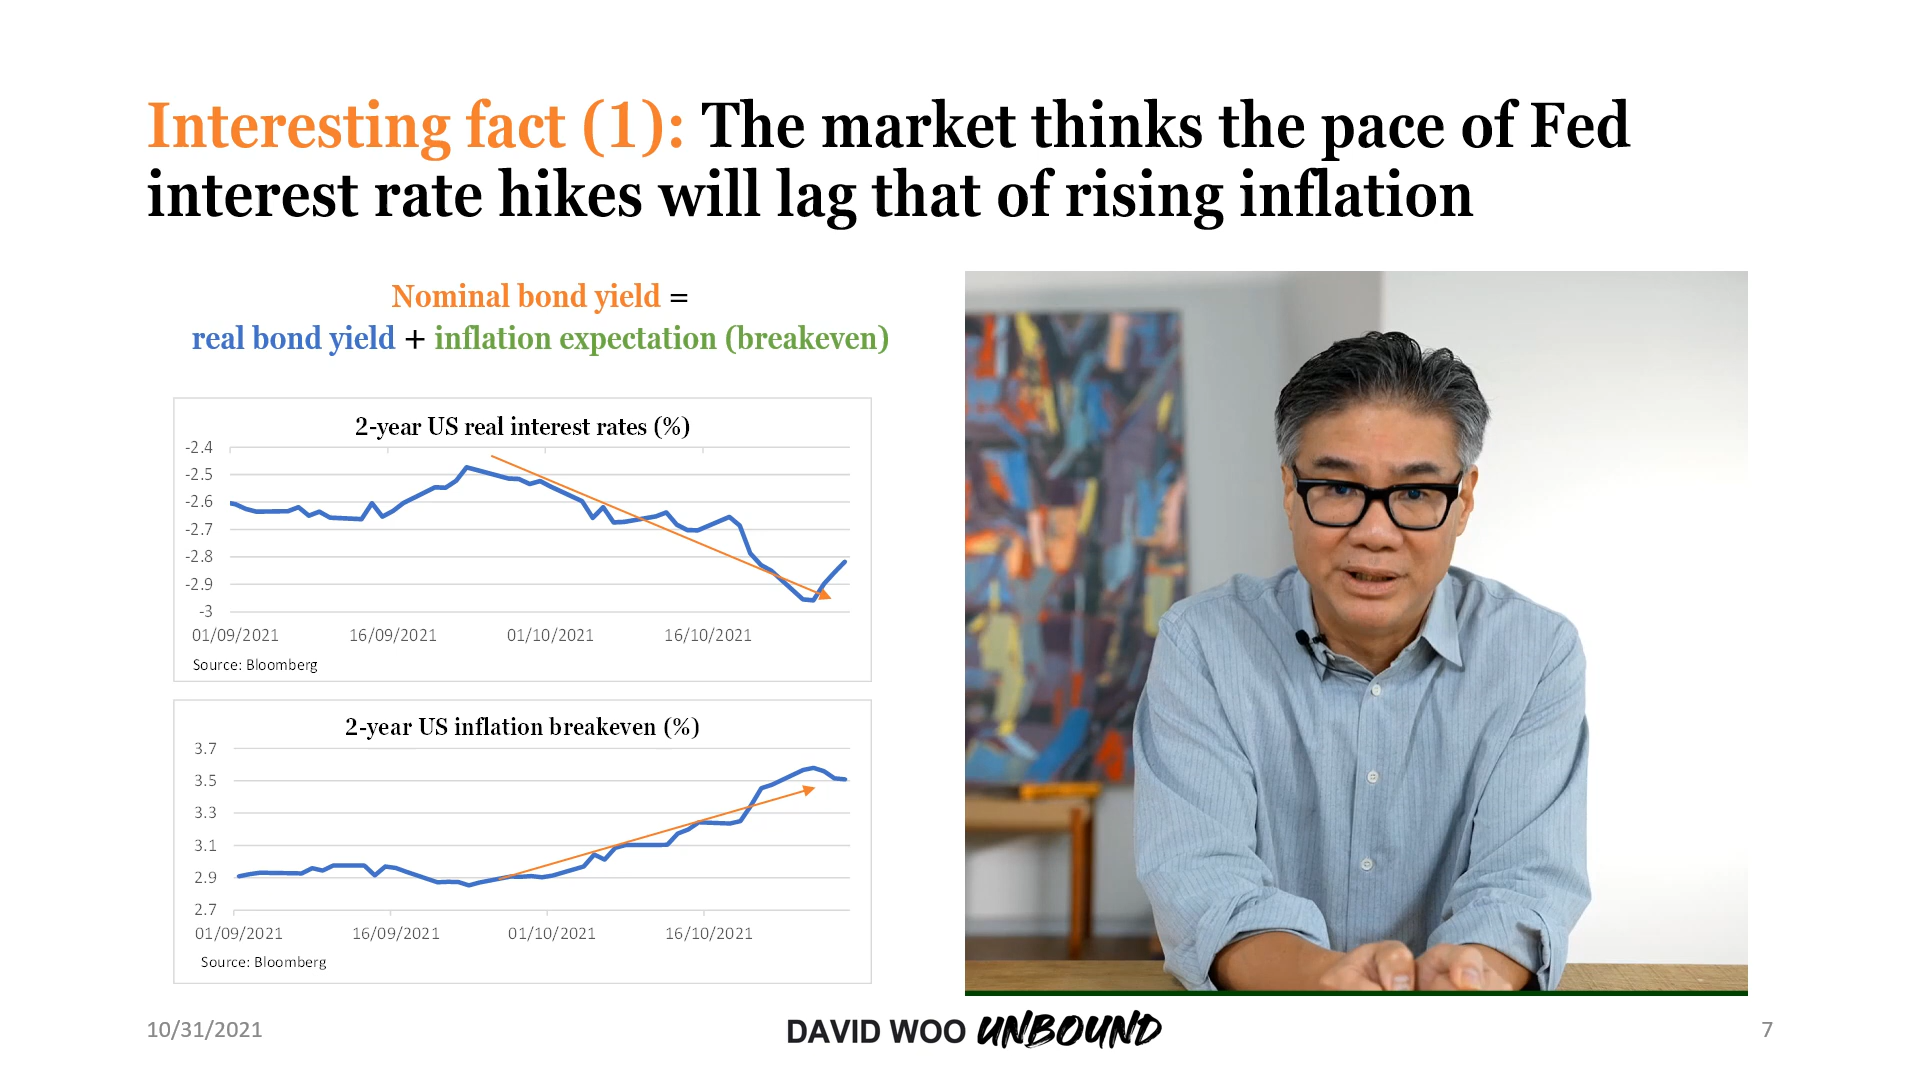 Interesting fact (1): The market thinks the pace of Fed
interest rate hikes will lag that of rising inflation
Nominal bond yield =
real bond yield + inflation expectation (breakeven)
2-year US real interest rates (%)
-2.4
-2.5
-2.6
-2.7
-2.8
-2.9
-3
01/09/2021 16/09/2021 01/10/2021 16/10/2021
Source: Bloomberg
2-year US inflation breakeven (%)
3.7
3.5
3.3
3.1
2.9
2.7
01/09/2021 16/09/2021 01/10/2021 16/10/2021
Source: Bloomberg
10/31/2021 DAVID WOO UNBOUND 7